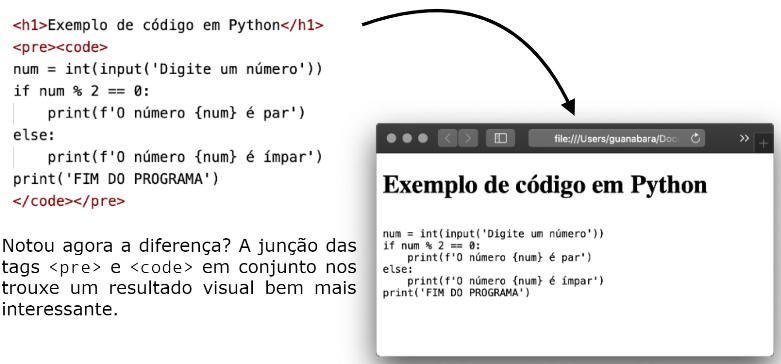 <h1>Exemplo de código em Python</h1>
<pre><code>
num = int(input('Digite um número'))
if num % 2 == 0:
    print(f'O número {num} é par')
else:
    print(f'O número {num} é ímpar')
print('FIM DO PROGRAMA')
</code></pre>
Notou agora a diferença? A junção das
tags <pre> e <code> em conjunto nos
trouxe um resultado visual bem mais
interessante.
file:///Users/guanabara/Doc
Exemplo de código em Python
num = int(input('Digite um número'))
if num % 2 == 0:
    print(f'O número {num} é par')
else:
    print(f'O número {num} é ímpar')
print('FIM DO PROGRAMA')